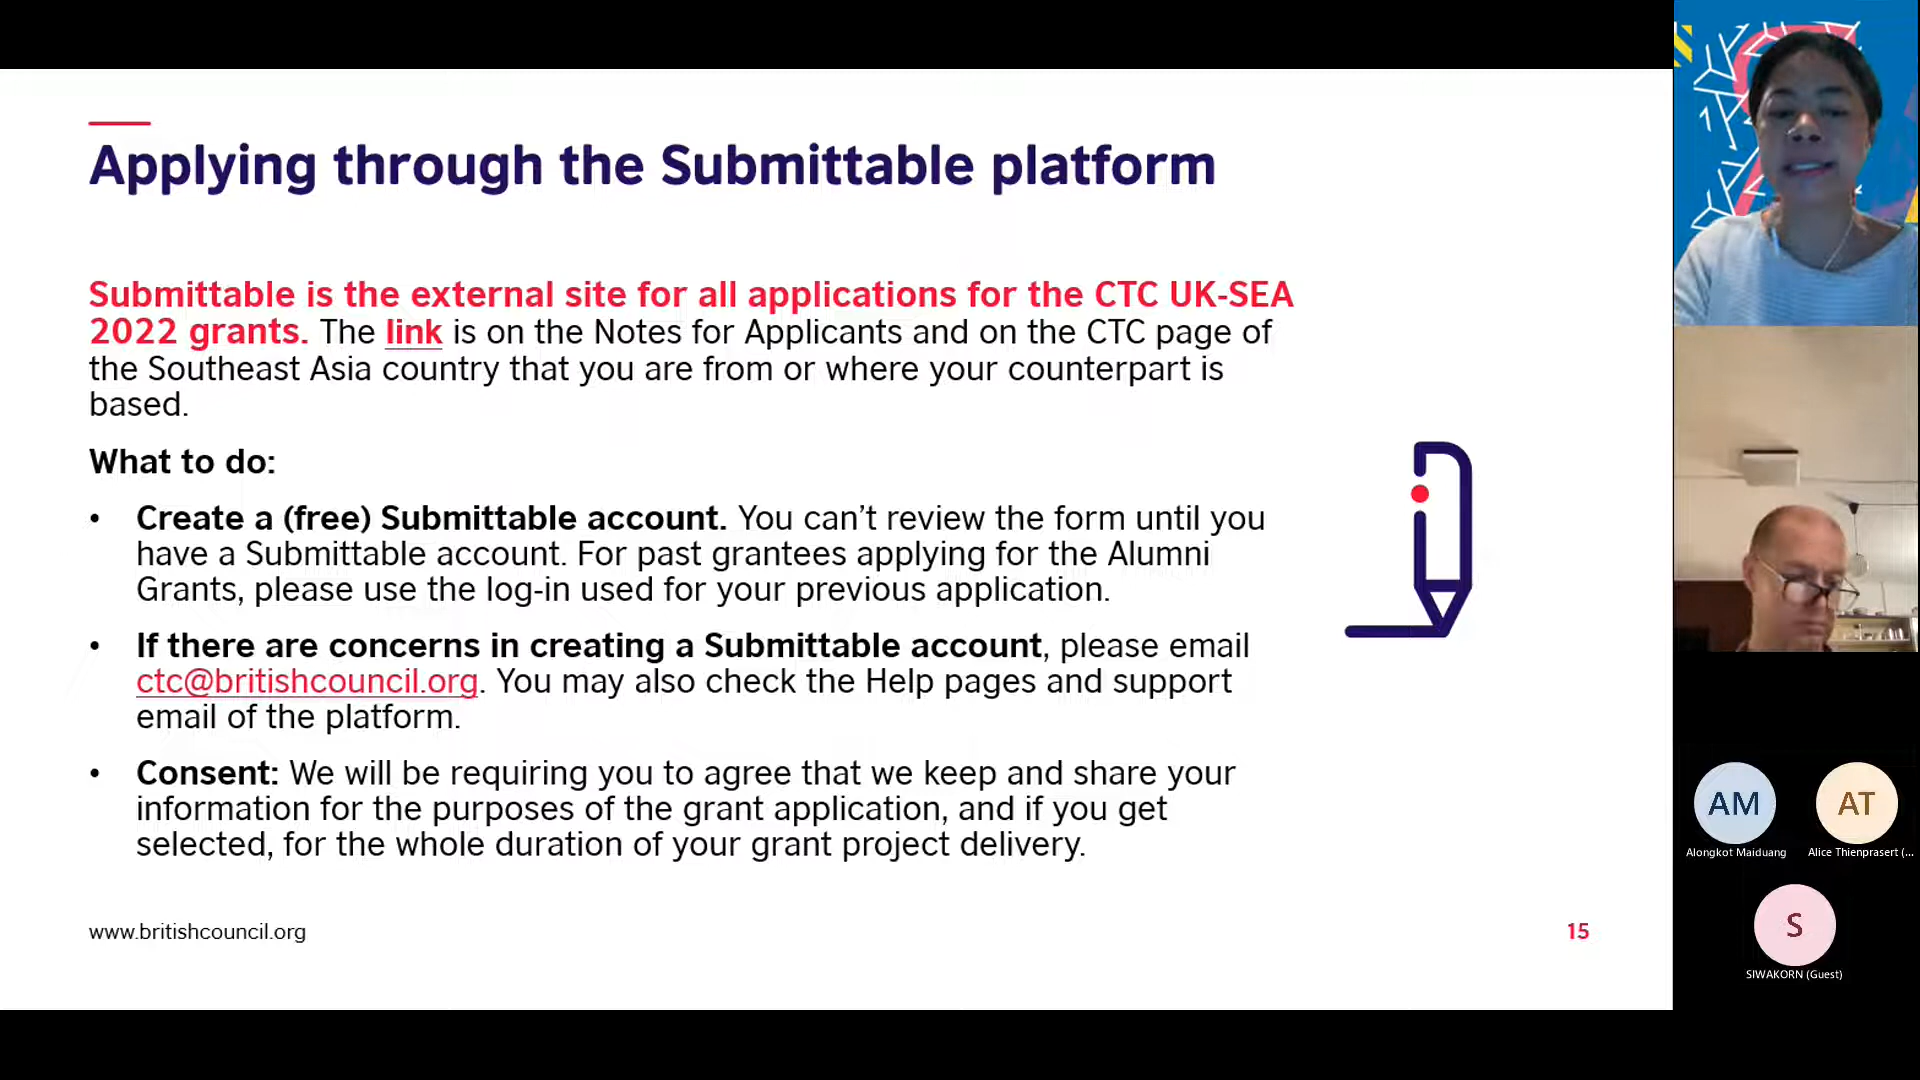 Applying through the Submittable platform
Submittable is the external site for all applications for the CTC UK-SEA
2022 grants. The link is on the Notes for Applicants and on the CTC page of
the Southeast Asia country that you are from or where your counterpart is
based.
What to do:
• Create a (free) Submittable account. You can’t review the form until you
have a Submittable account. For past grantees applying for the Alumni
Grants, please use the log-in used for your previous application.
• If there are concerns in creating a Submittable account, please email
ctc@britishcouncil.org. You may also check the Help pages and support
email of the platform.
• Consent: We will be requiring you to agree that we keep and share your
information for the purposes of the grant application, and if you get
selected, for the whole duration of your grant project delivery.
www.britishcouncil.org
15
AM
Alongkot Maiduang
AT
Alice Thienprasert (...
S
SIWAKORN (Guest)